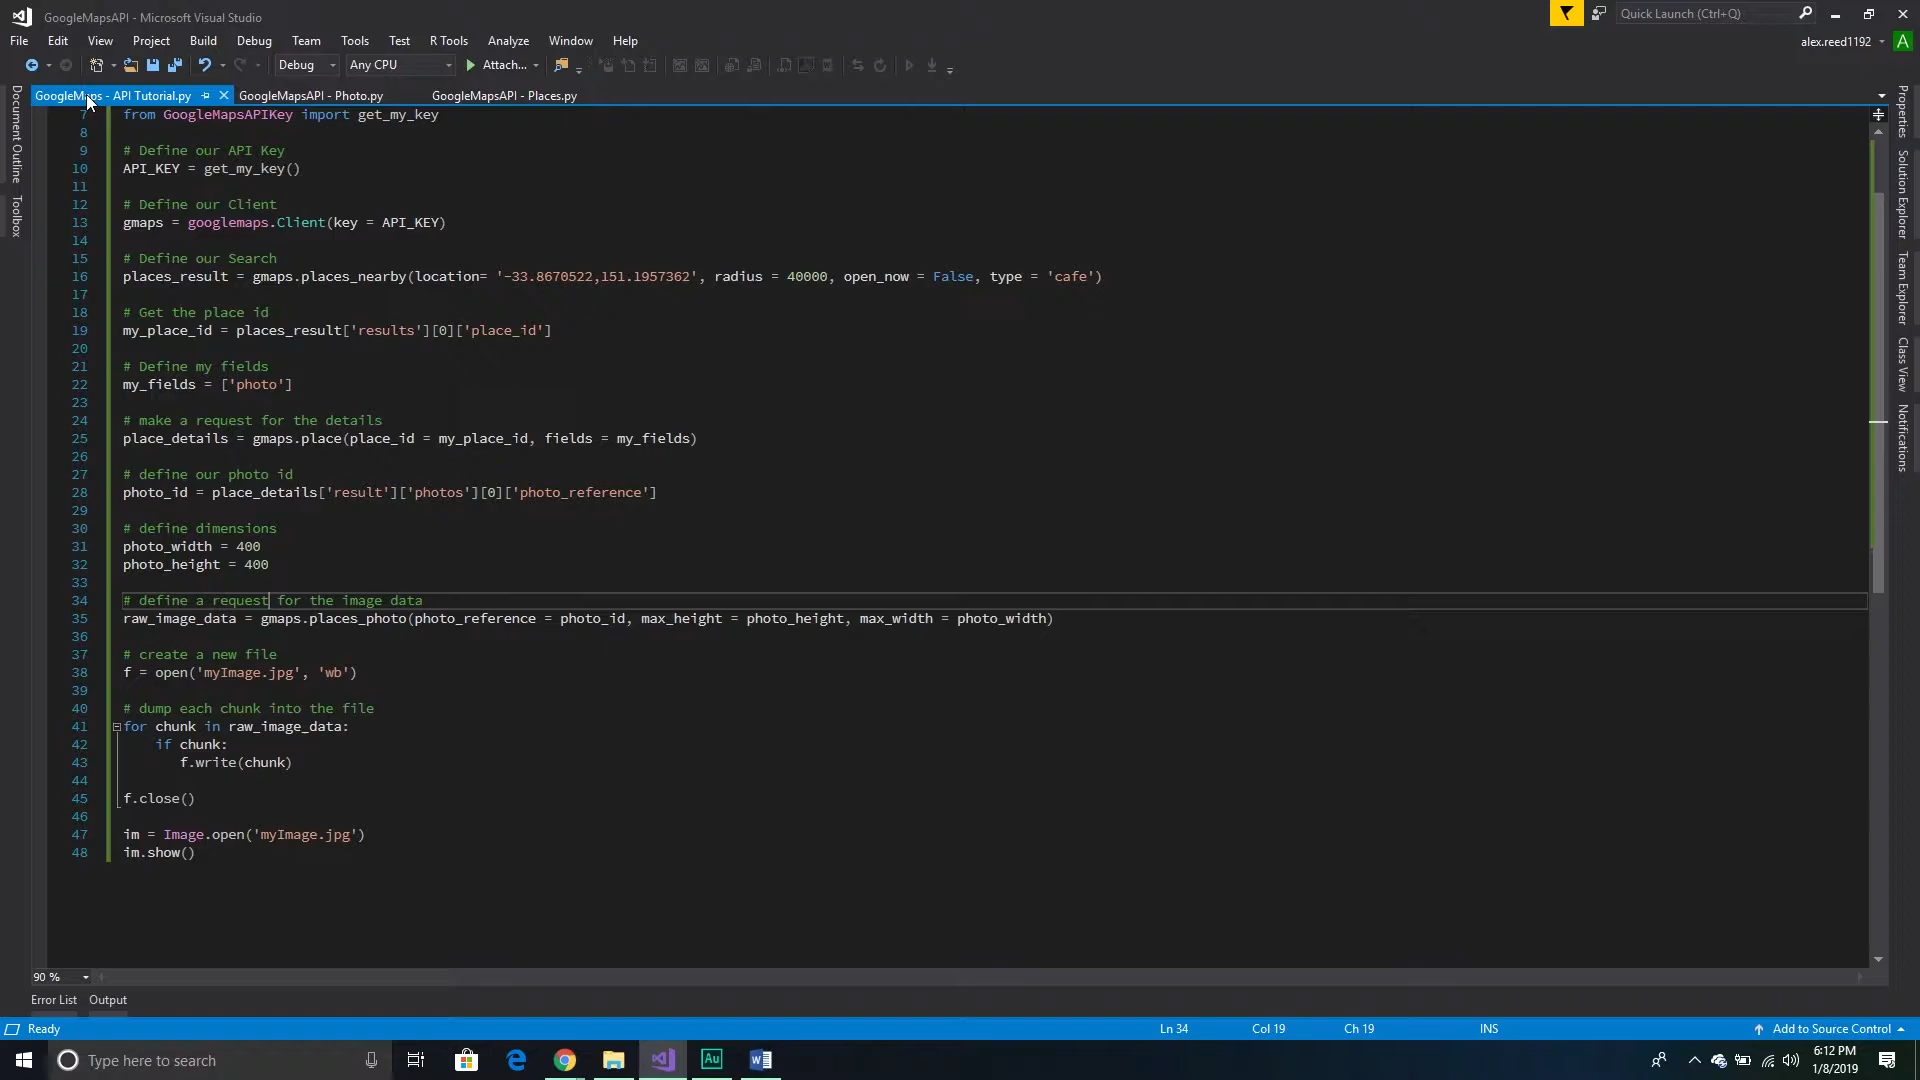 GoogleMapsAPI - Microsoft Visual Studio
Quick Launch (Ctrl+Q)
File Edit View Project Build Debug Team Tools Test R Tools Analyze Window Help
alex.reed1192 A
Debug Any CPU Attach...
GoogleMaps - API Tutorial.py GoogleMapsAPI - Photo.py GoogleMapsAPI - Places.py
Document Outline
Toolbox
Properties
Solution Explorer
Team Explorer
Class View
Notifications
7 from GoogleMapsAPIKey import get_my_key
8
9 # Define our API Key
10 API_KEY = get_my_key()
11
12 # Define our Client
13 gmaps = googlemaps.Client(key = API_KEY)
14
15 # Define our Search
16 places_result = gmaps.places_nearby(location= '-33.8670522,151.1957362', radius = 40000, open_now = False, type = 'cafe')
17
18 # Get the place id
19 my_place_id = places_result['results'][0]['place_id']
20
21 # Define my fields
22 my_fields = ['photo']
23
24 # make a request for the details
25 place_details = gmaps.place(place_id = my_place_id, fields = my_fields)
26
27 # define our photo id
28 photo_id = place_details['result']['photos'][0]['photo_reference']
29
30 # define dimensions
31 photo_width = 400
32 photo_height = 400
33
34 # define a request for the image data
35 raw_image_data = gmaps.places_photo(photo_reference = photo_id, max_height = photo_height, max_width = photo_width)
36
37 # create a new file
38 f = open('myImage.jpg', 'wb')
39
40 # dump each chunk into the file
41 for chunk in raw_image_data:
42 if chunk:
43 f.write(chunk)
44
45 f.close()
46
47 im = Image.open('myImage.jpg')
48 im.show()
90 %
Error List Output
Ready Ln 34 Col 19 Ch 19 INS Add to Source Control
Type here to search
Au
6:12 PM
1/8/2019